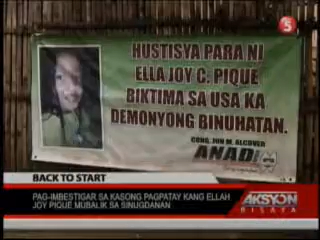 5
HUSTISYA PARA NI
ELLA JOY C. PIQUE
BIKTIMA SA USA KA
DEMONYONG BINUHATAN.
CONG. JUN M. ALCOVER
ANAD
BACK TO START
PAG-IMBESTIGAR SA KASONG PAGPATAY KANG ELLAH
JOY PIQUE MUBALIK SA SINUGDANAN
AKSYON
BISAYA